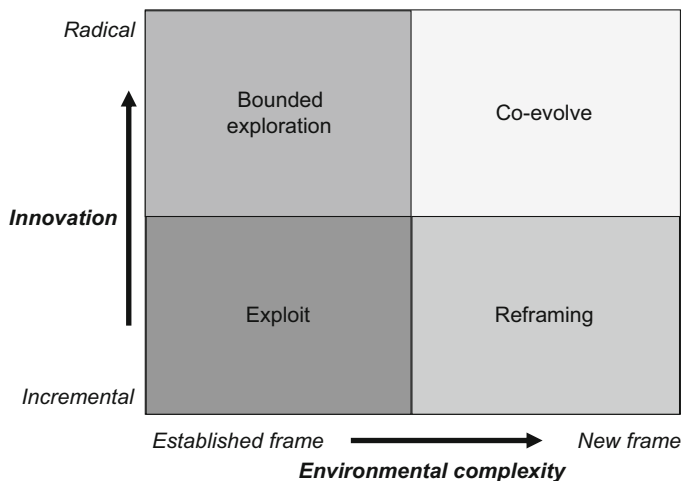 Radical
Bounded
exploration
Co-evolve
Innovation
Exploit
Reframing
Incremental
Established frame
New frame
Environmental complexity